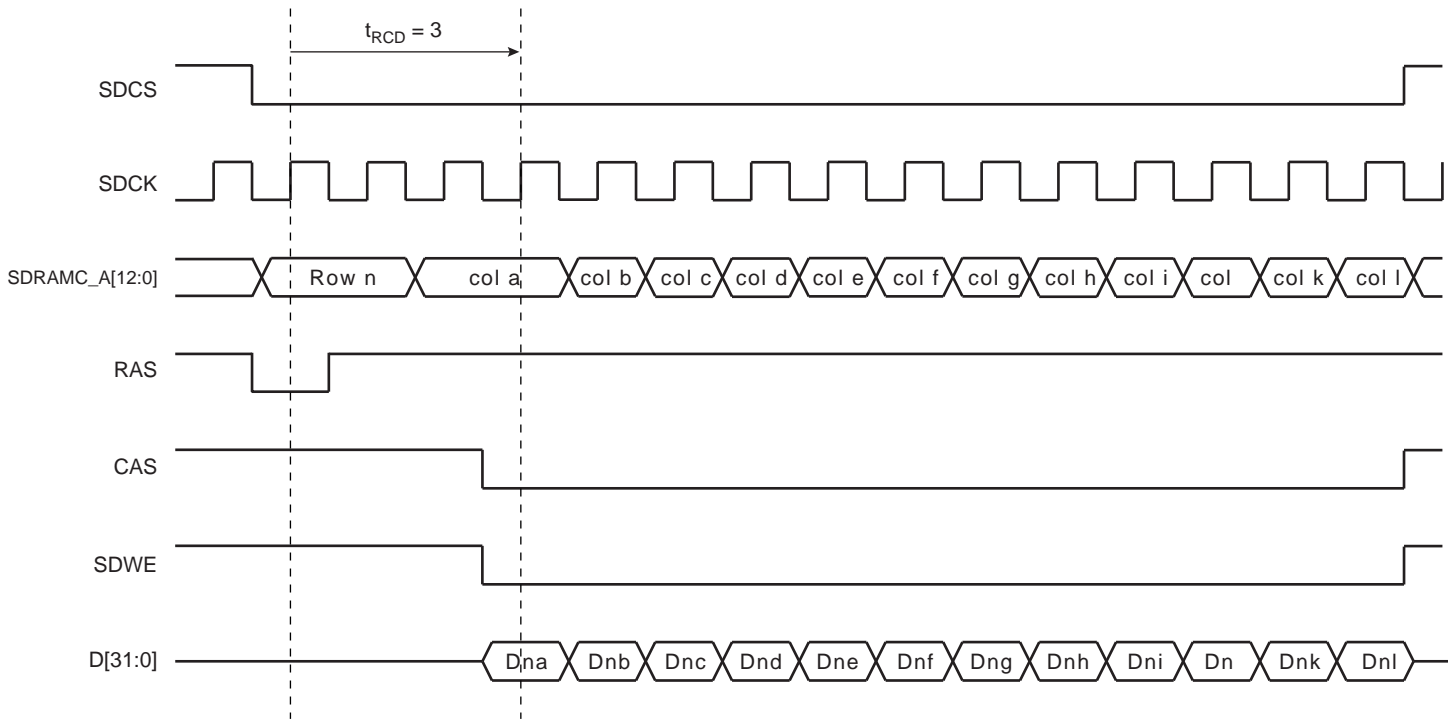 tRCD = 3
SDCS
SDCK
SDRAMC_A[12:0] Row n col a col b col c col d col e col f col g col h col i col col k col l
RAS
CAS
SDWE
D[31:0] Dna Dnb Dnc Dnd Dne Dnf Dng Dnh Dni Dn Dnk Dnl